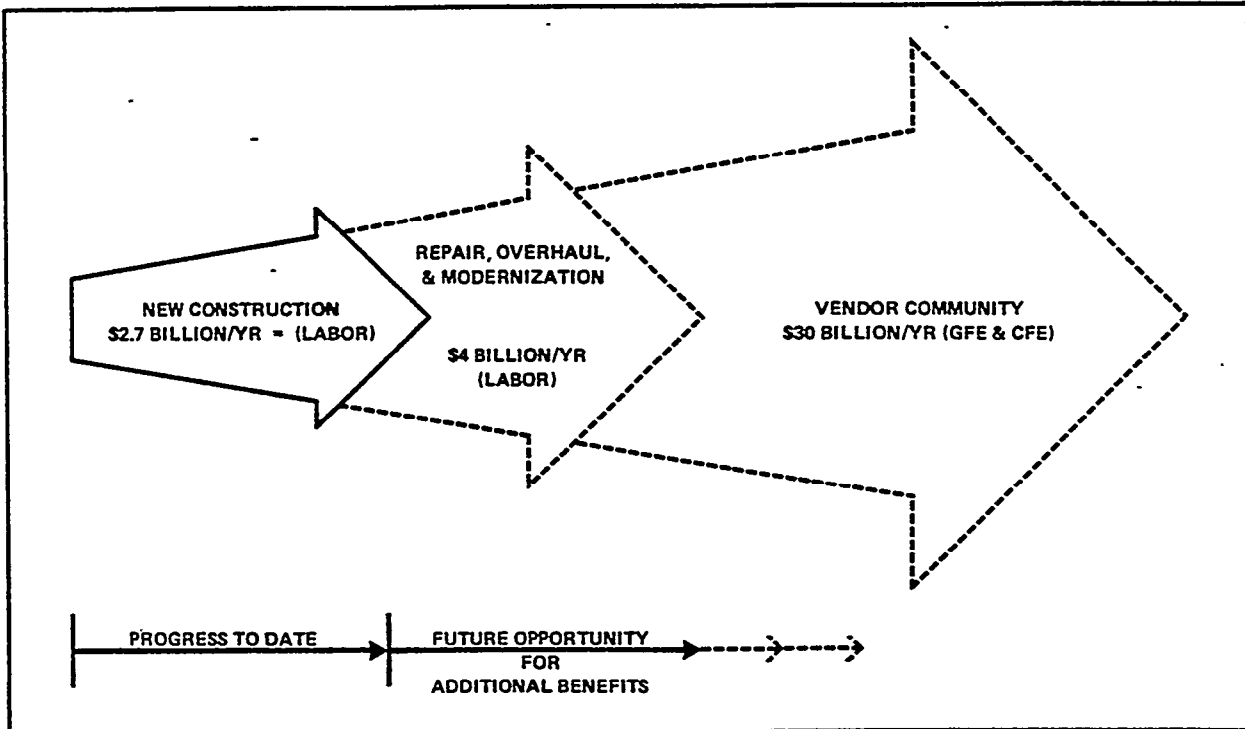 NEW CONSTRUCTION
$2.7 BILLION/YR = (LABOR)
REPAIR, OVERHAUL,
& MODERNIZATION
$4 BILLION/YR
(LABOR)
VENDOR COMMUNITY
$30 BILLION/YR (GFE & CFE)
PROGRESS TO DATE
FUTURE OPPORTUNITY
FOR
ADDITIONAL BENEFITS